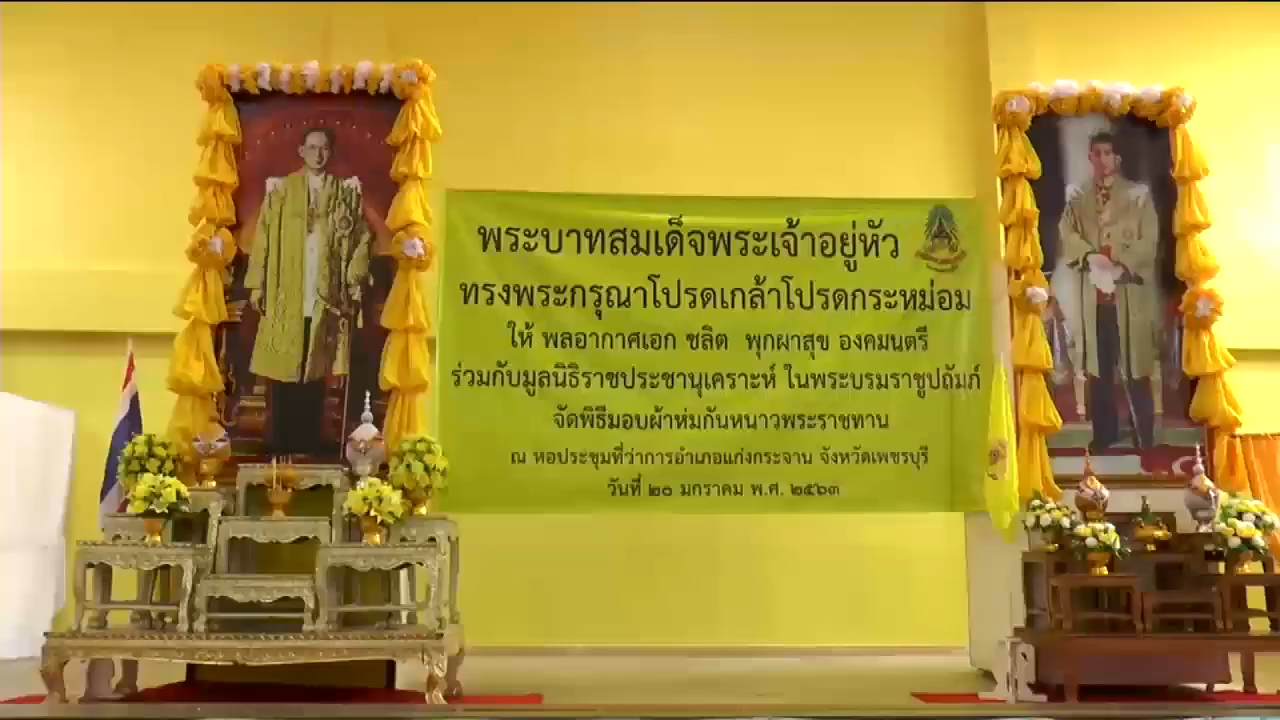 พระบาทสมเด็จพระเจ้าอยู่หัว
ทรงพระกรุณาโปรดเกล้าโปรดกระหม่อม
ให้ พลอากาศเอก ชลิต พุกผาสุข องคมนตรี
ร่วมกับมูลนิธิราชประชานุเคราะห์ ในพระบรมราชูปถัมภ์
จัดพิธีมอบผ้าห่มกันหนาวพระราชทาน
ณ หอประชุมที่ว่าการอำเภอแก่งกระจาน จังหวัดเพชรบุรี
วันที่ ๒๐ มกราคม พ.ศ. ๒๕๖๓